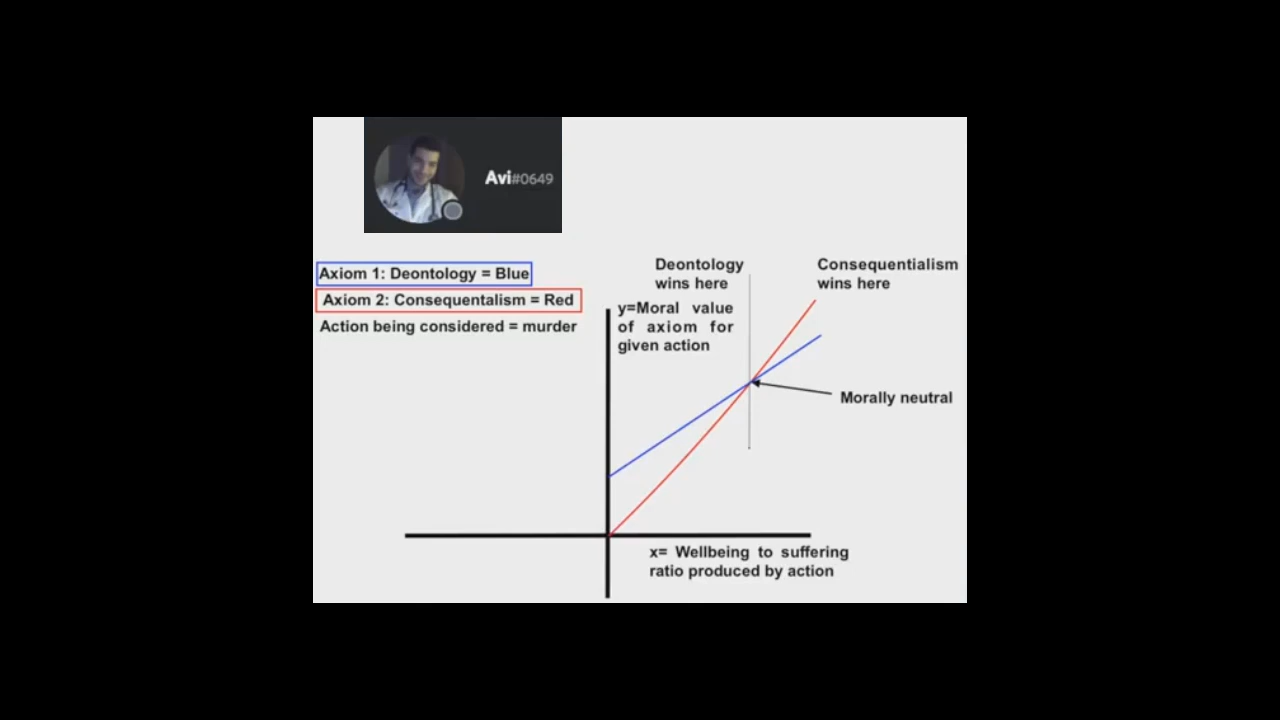 Avi#0649
Axiom 1: Deontology = Blue
Axiom 2: Consequentalism = Red
Action being considered = murder
Deontology
wins here
Consequentialism
wins here
y=Moral value
of axiom for
given action
Morally neutral
x= Wellbeing to suffering
ratio produced by action